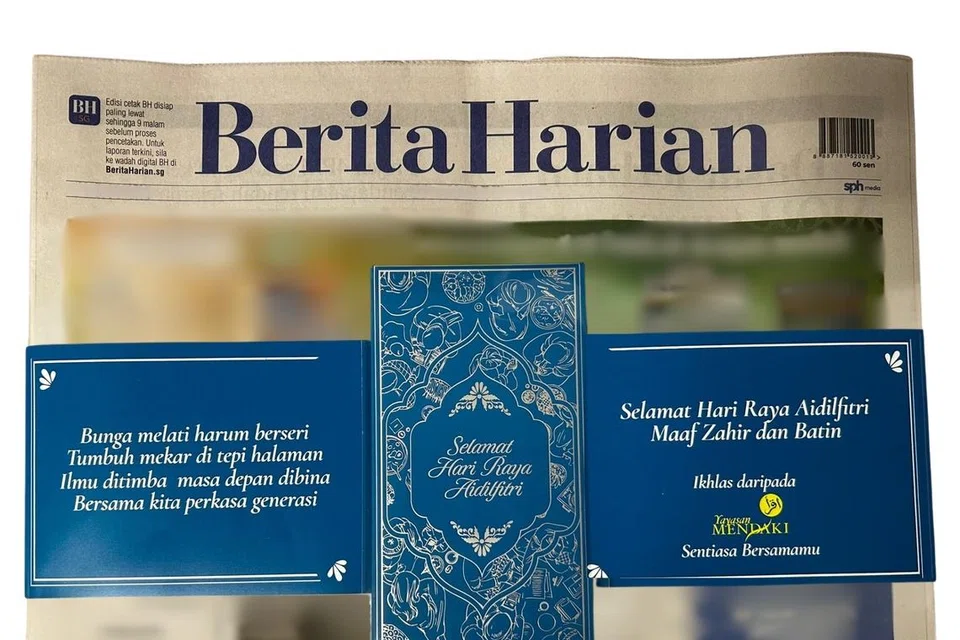 BH
SG
Edisi cetak BH disiap
paling lewat
sehingga 9 malam
sebelum proses
pencetakan. Untuk
laporan terkini, sila
ke wadah digital BH di
BeritaHarian.sg
Berita Harian
60 sen
sph media
Bunga melati harum berseri
Tumbuh mekar di tepi halaman
Ilmu ditimba masa depan dibina
Bersama kita perkasa generasi
Selamat
Hari Raya
Aidilfitri
Selamat Hari Raya Aidilfitri
Maaf Zahir dan Batin
Ikhlas daripada
اقرأ
Yayasan
MENDAKI
Sentiasa Bersamamu